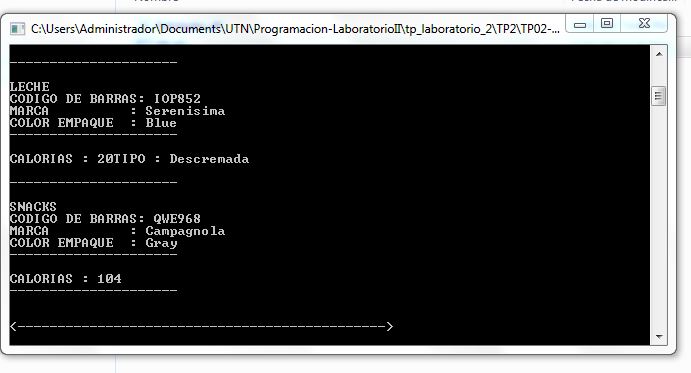 C:\Users\Administrador\Documents\UTN\Programacion-LaboratorioII\tp_laboratorio_2\TP2\TP02-...
---------------------
LECHE
CODIGO DE BARRAS: IOP852
MARCA          : Serenisima
COLOR EMPAQUE  : Blue
---------------------
CALORIAS : 20TIPO : Descremada
---------------------
SNACKS
CODIGO DE BARRAS: QWE968
MARCA          : Campagnola
COLOR EMPAQUE  : Gray
---------------------
CALORIAS : 104
---------------------
<---------------------------------------------->